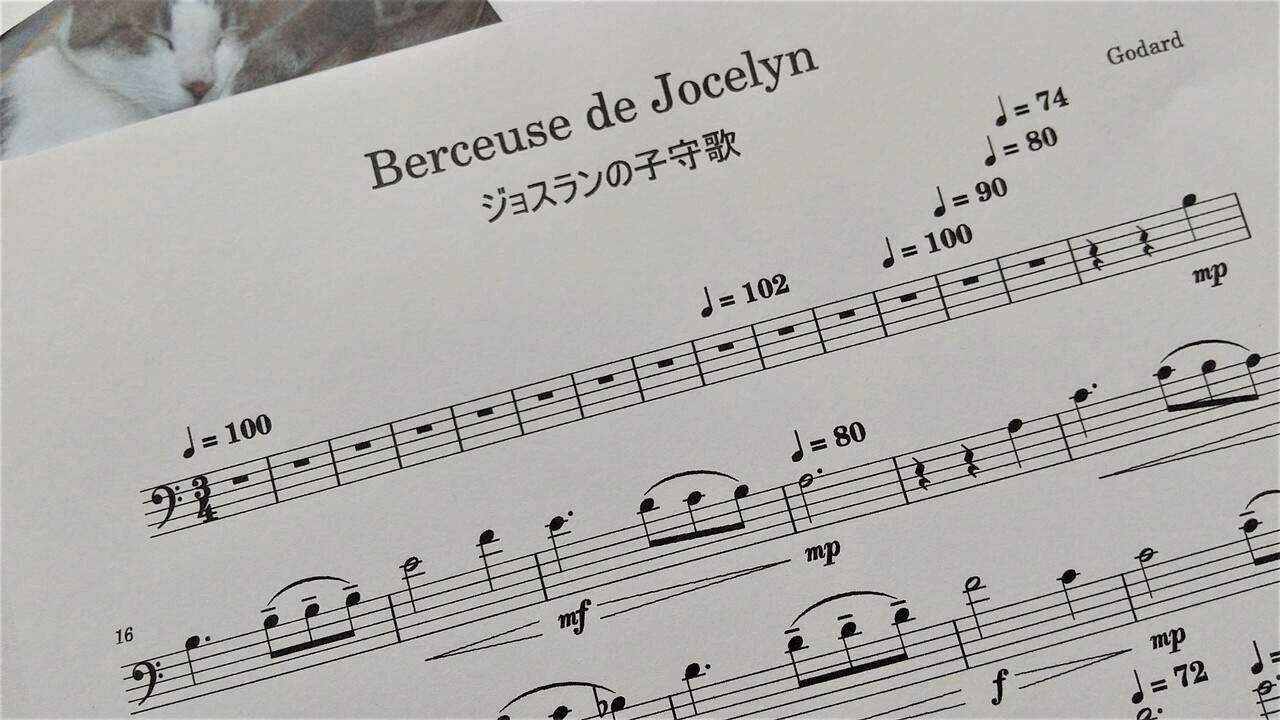 Berceuse de Jocelyn
ジョスランの子守歌
Godard
♩= 74
♩= 80
♩= 90
♩= 100
♩= 102
♩= 100
3
4
mp
♩= 80
16
mf
mp
f
mp
♩= 72